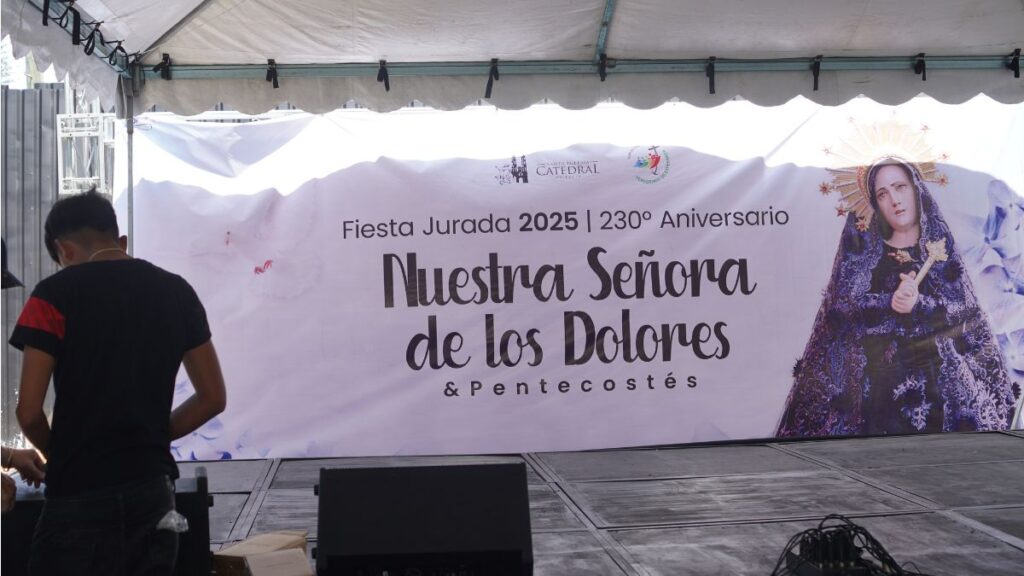 CATEDRAL
Fiesta Jurada 2025 | 230° Aniversario
Nuestra Señora
de los Dolores
& Pentecostés